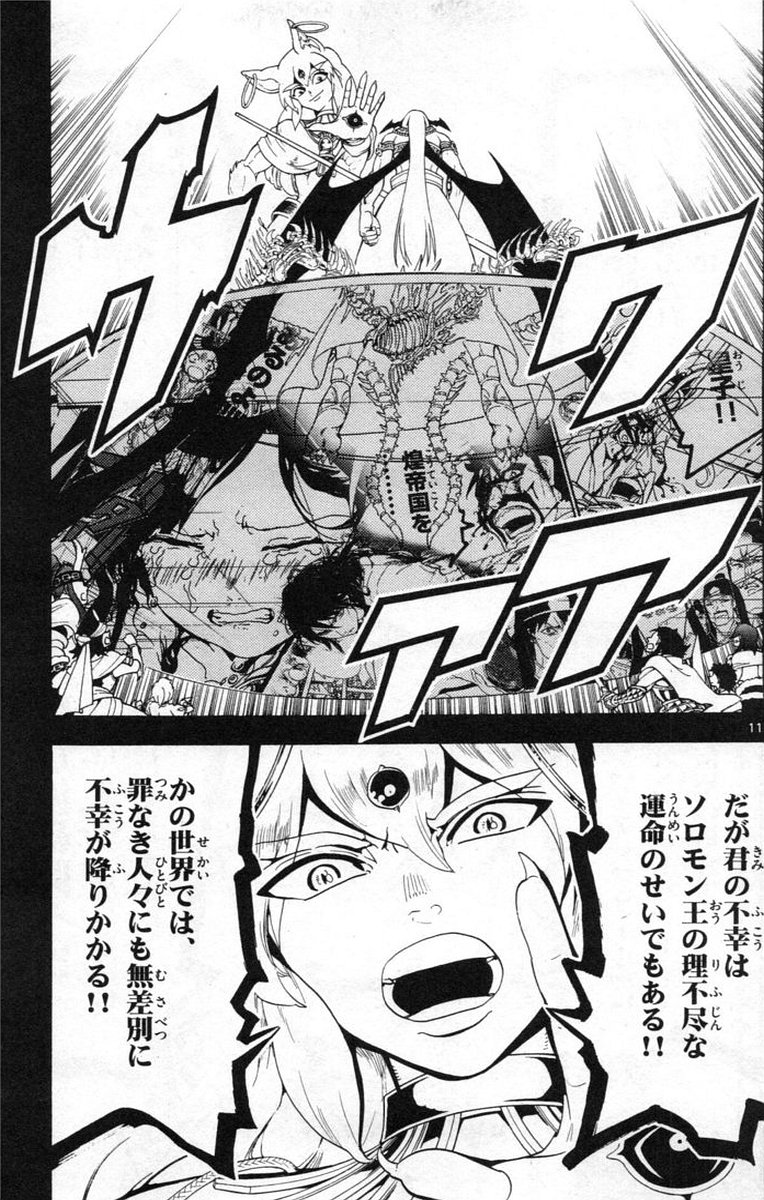 ザ
ワ
アア
皇子!!
煌帝国を
………
11
だが君の不幸は
ソロモン王の理不尽な
運命のせいでもある!!
かの世界では、
罪なき人々にも無差別に
不幸が降りかかる!!